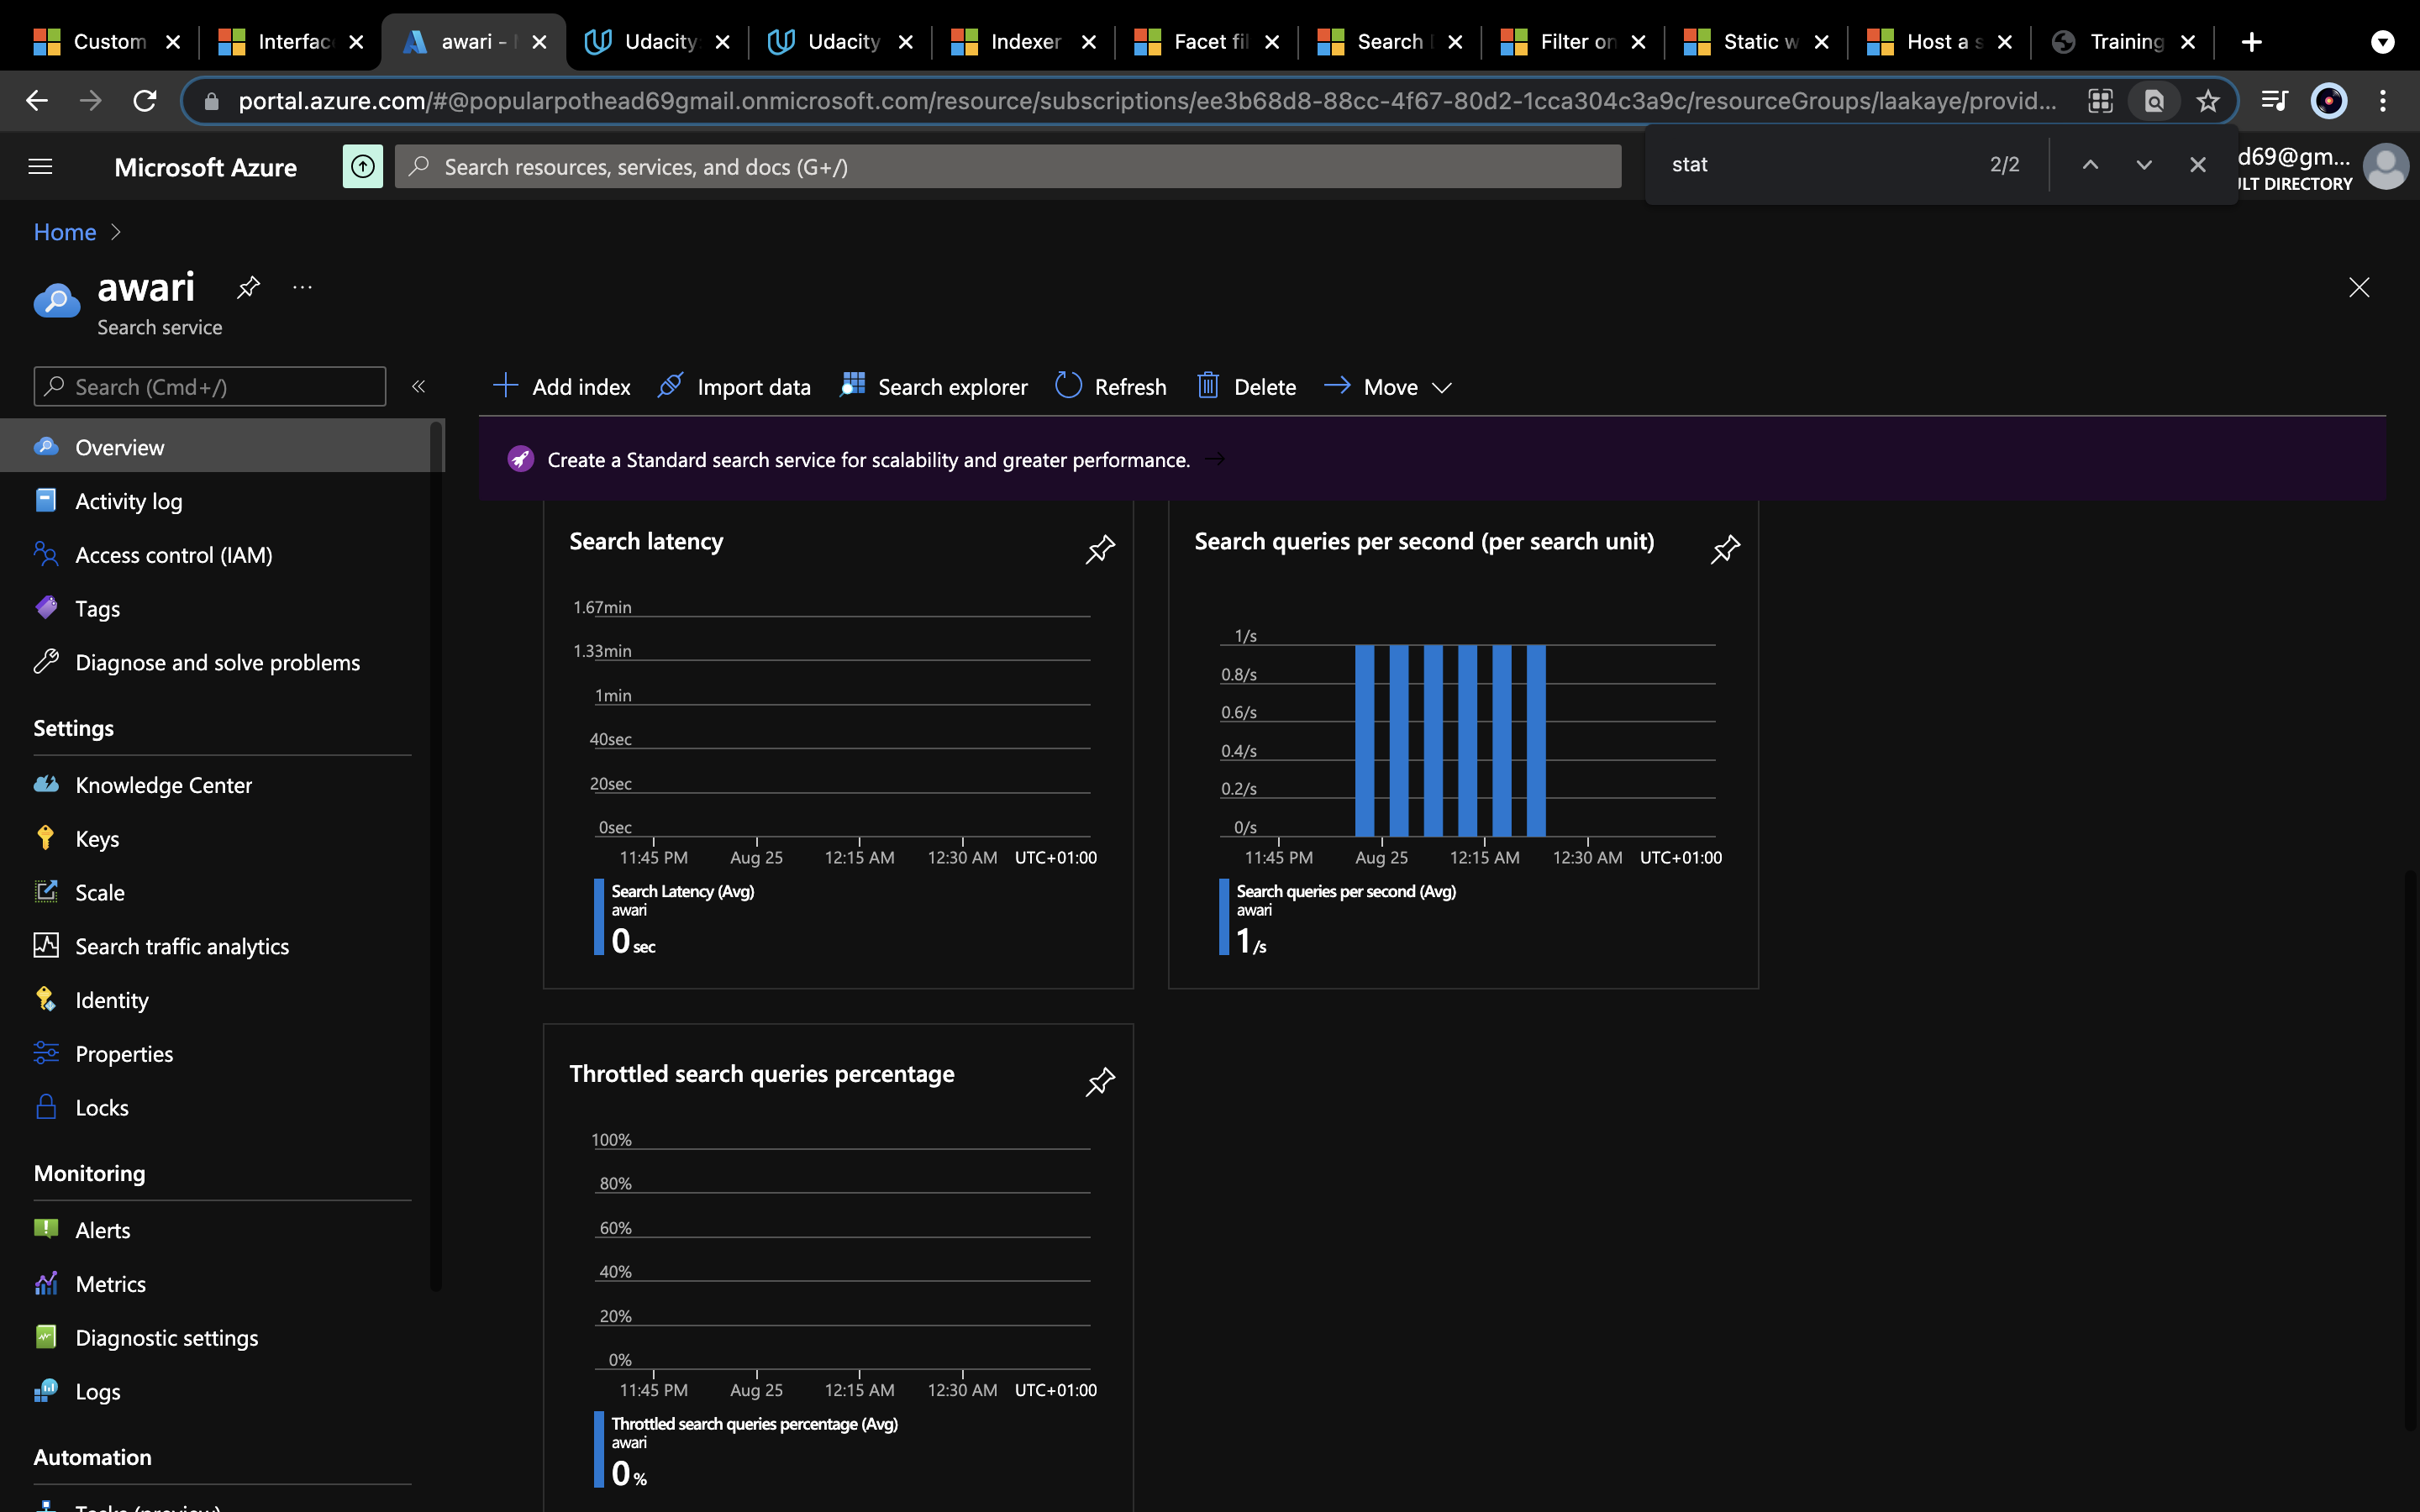 Custom
Interfac
awari - 
Udacity
Udacity
Indexer
Facet fil
Search
Filter on
Static w
Host a s
Training
portal.azure.com/#@popularpothead69gmail.onmicrosoft.com/resource/subscriptions/ee3b68d8-88cc-4f67-80d2-1cca304c3a9c/resourceGroups/laakaye/provid...
Microsoft Azure
Search resources, services, and docs (G+/)
stat
2/2
d69@gm...
JLT DIRECTORY
Home
awari
Search service
Search (Cmd+/)
Add index
Import data
Search explorer
Refresh
Delete
Move
Overview
Activity log
Access control (IAM)
Tags
Diagnose and solve problems
Settings
Knowledge Center
Keys
Scale
Search traffic analytics
Identity
Properties
Locks
Monitoring
Alerts
Metrics
Diagnostic settings
Logs
Automation
Tasks (preview)
Create a Standard search service for scalability and greater performance.
Search latency
1.67min
1.33min
1min
40sec
20sec
0sec
11:45 PM Aug 25 12:15 AM 12:30 AM UTC+01:00
Search Latency (Avg)
awari
0 sec
Search queries per second (per search unit)
1/s
0.8/s
0.6/s
0.4/s
0.2/s
0/s
11:45 PM Aug 25 12:15 AM 12:30 AM UTC+01:00
Search queries per second (Avg)
awari
1 /s
Throttled search queries percentage
100%
80%
60%
40%
20%
0%
11:45 PM Aug 25 12:15 AM 12:30 AM UTC+01:00
Throttled search queries percentage (Avg)
awari
0 %